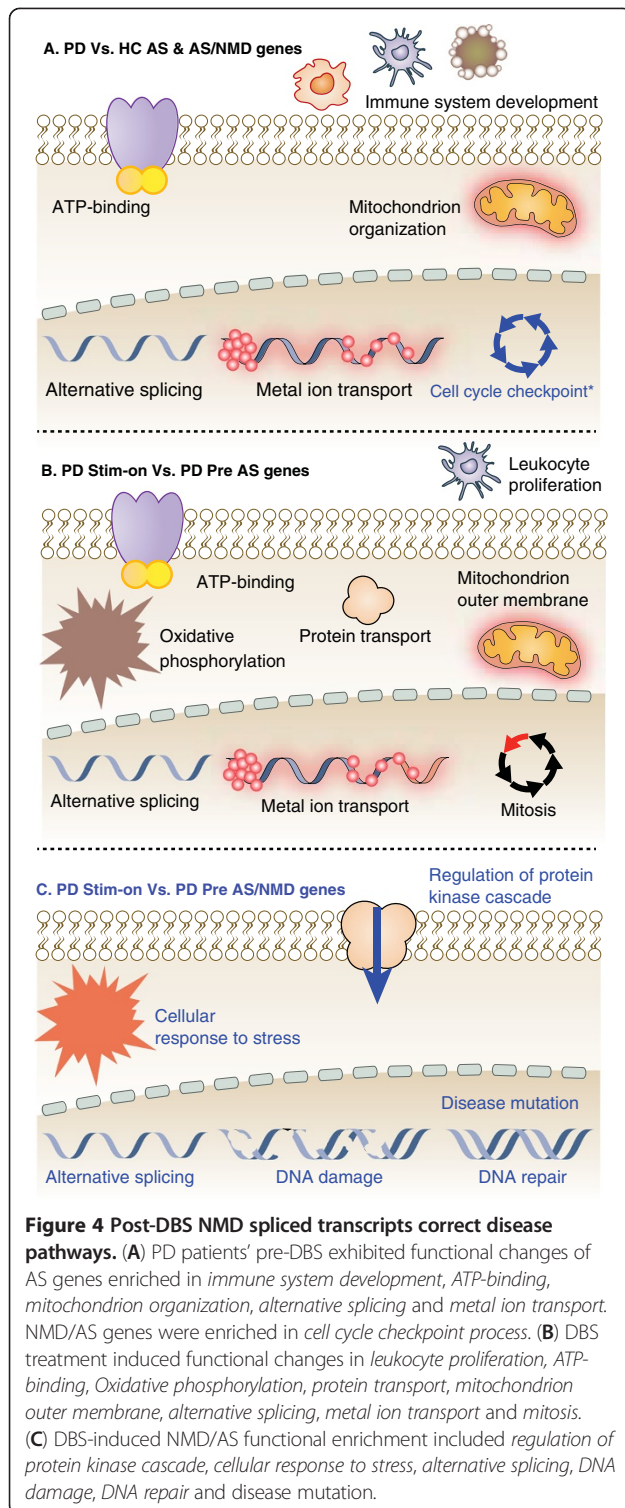 A. PD Vs. HC AS & AS/NMD genes
Immune system development
ATP-binding
Mitochondrion
organization
Alternative splicing
Metal ion transport
Cell cycle checkpoint*
B. PD Stim-on Vs. PD Pre AS genes
Leukocyte
proliferation
ATP-binding
Oxidative
phosphorylation
Protein transport
Mitochondrion
outer membrane
Alternative splicing
Metal ion transport
Mitosis
C. PD Stim-on Vs. PD Pre AS/NMD genes
Regulation of protein
kinase cascade
Cellular
response to stress
Disease mutation
Alternative splicing
DNA damage
DNA repair
Figure 4 Post-DBS NMD spliced transcripts correct disease
pathways. (A) PD patients’ pre-DBS exhibited functional changes of
AS genes enriched in immune system development, ATP-binding,
mitochondrion organization, alternative splicing and metal ion transport.
NMD/AS genes were enriched in cell cycle checkpoint process. (B) DBS
treatment induced functional changes in leukocyte proliferation, ATP-
binding, Oxidative phosphorylation, protein transport, mitochondrion
outer membrane, alternative splicing, metal ion transport and mitosis.
(C) DBS-induced NMD/AS functional enrichment included regulation of
protein kinase cascade, cellular response to stress, alternative splicing, DNA
damage, DNA repair and disease mutation.